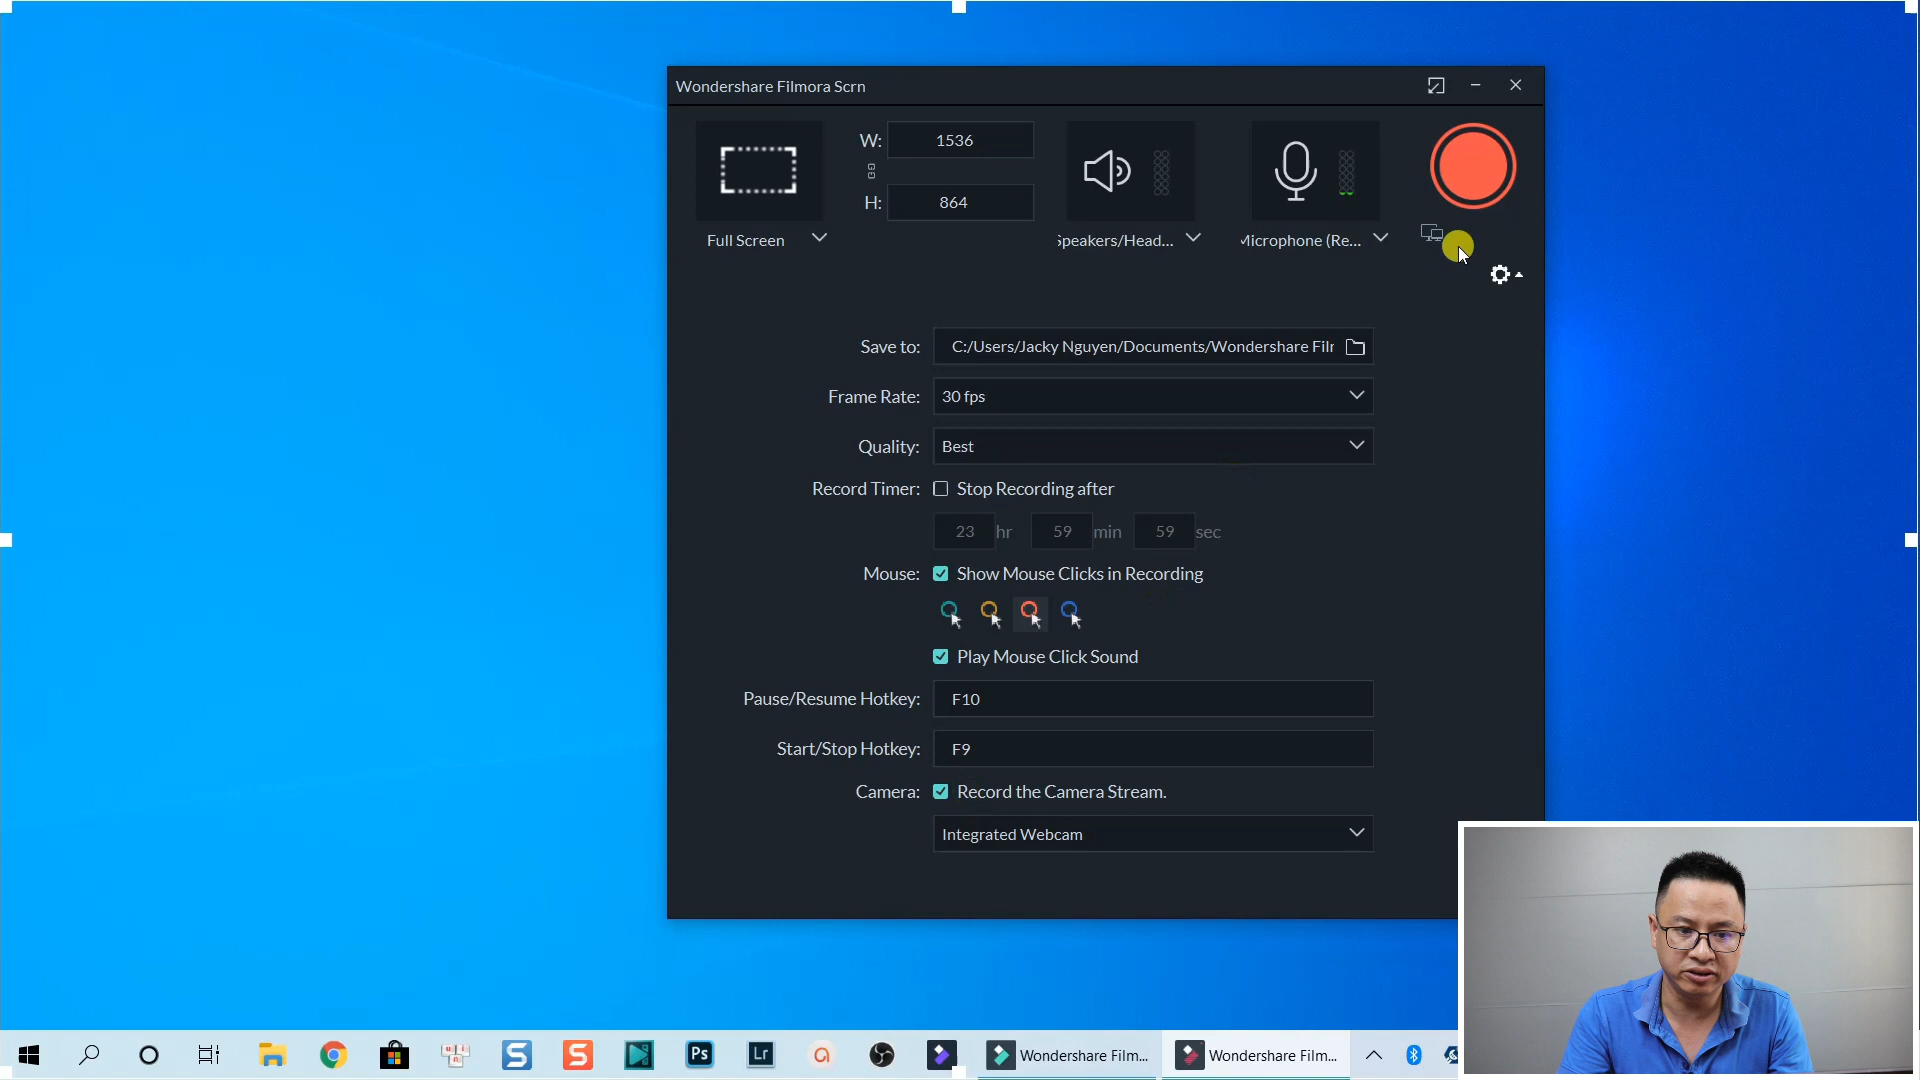 Wondershare Filmora Scrn
W: 1536
H: 864
Full Screen
Speakers/Head...
Microphone (Re...
Save to: C:/Users/Jacky Nguyen/Documents/Wondershare Filr
Frame Rate: 30 fps
Quality: Best
Record Timer: Stop Recording after
23 hr 59 min 59 sec
Mouse: Show Mouse Clicks in Recording
Play Mouse Click Sound
Pause/Resume Hotkey: F10
Start/Stop Hotkey: F9
Camera: Record the Camera Stream.
Integrated Webcam
S S Ps Lr Wondershare Film... Wondershare Film...